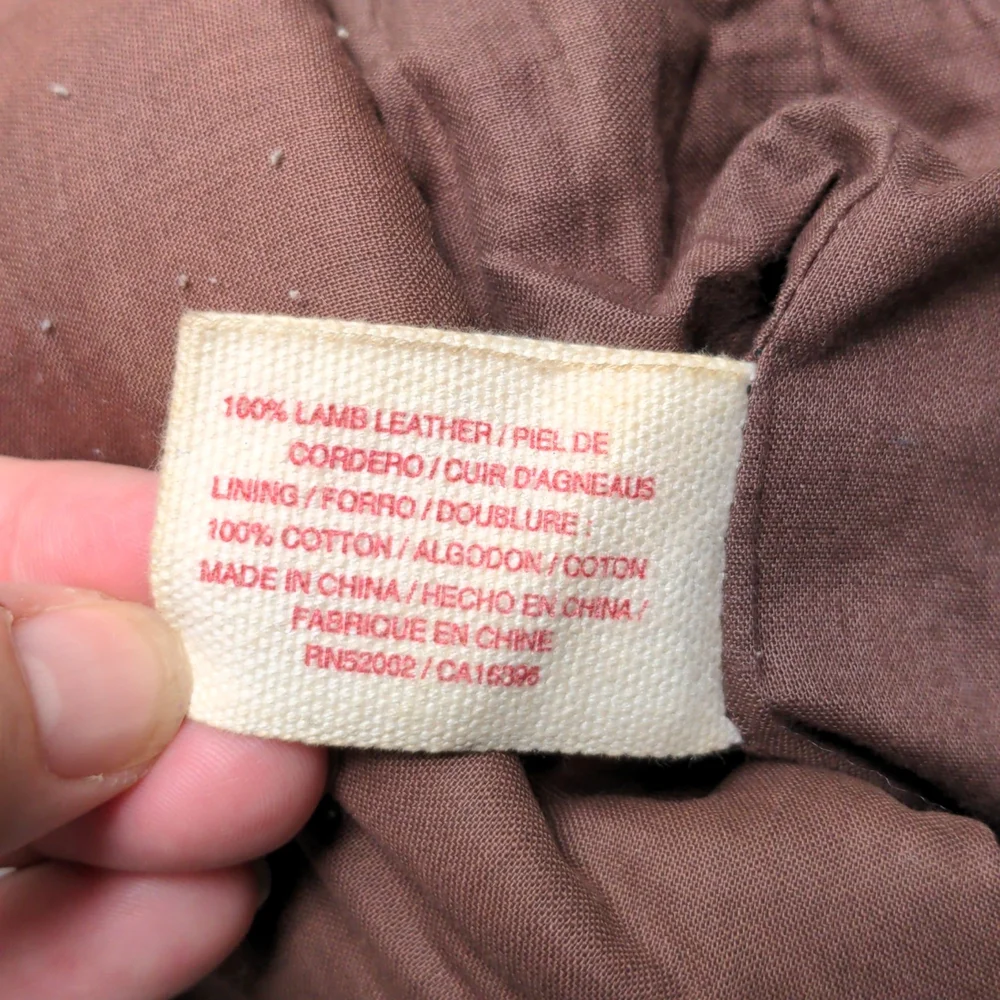 100% LAMB LEATHER / PIEL DE
CORDERO / CUIR D'AGNEAUS
LINING / FORRO / DOUBLURE :
100% COTTON / ALGODON / COTON
MADE IN CHINA / HECHO EN CHINA /
FABRIQUE EN CHINE
RN52002 / CA16396